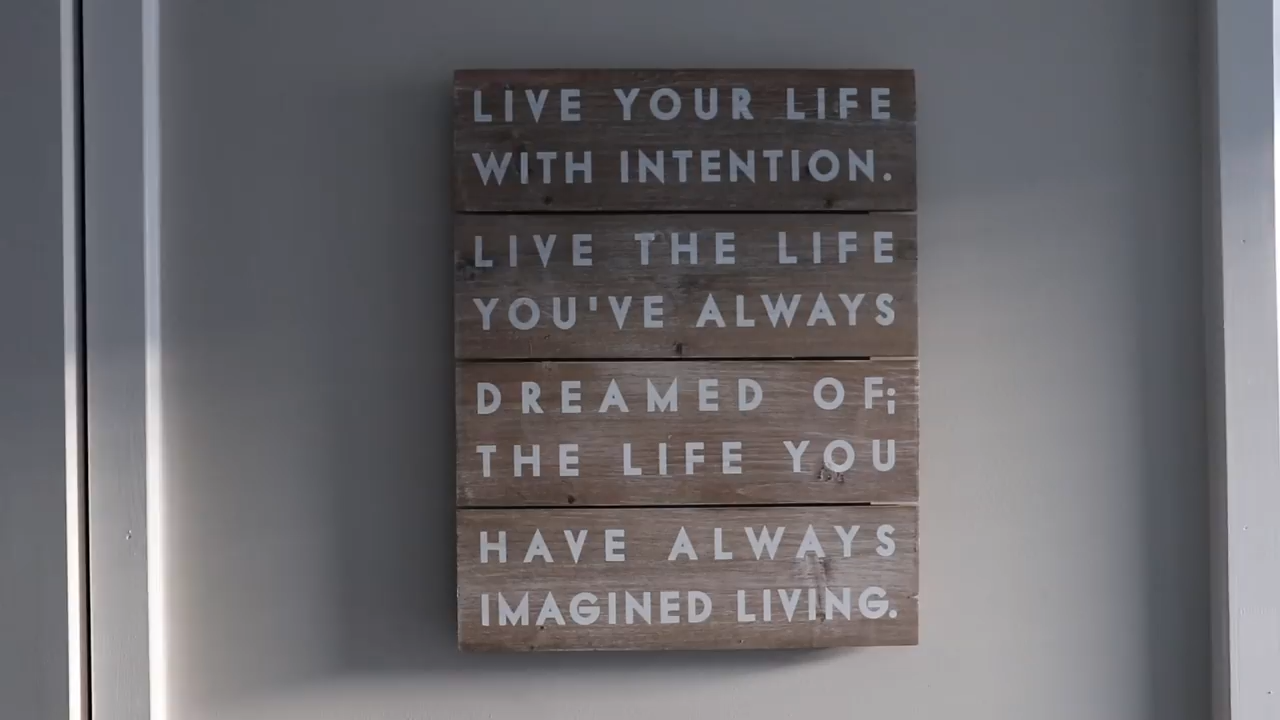 LIVE YOUR LIFE
WITH INTENTION.
LIVE THE LIFE
YOU'VE ALWAYS
DREAMED OF;
THE LIFE YOU
HAVE ALWAYS
IMAGINED LIVING.